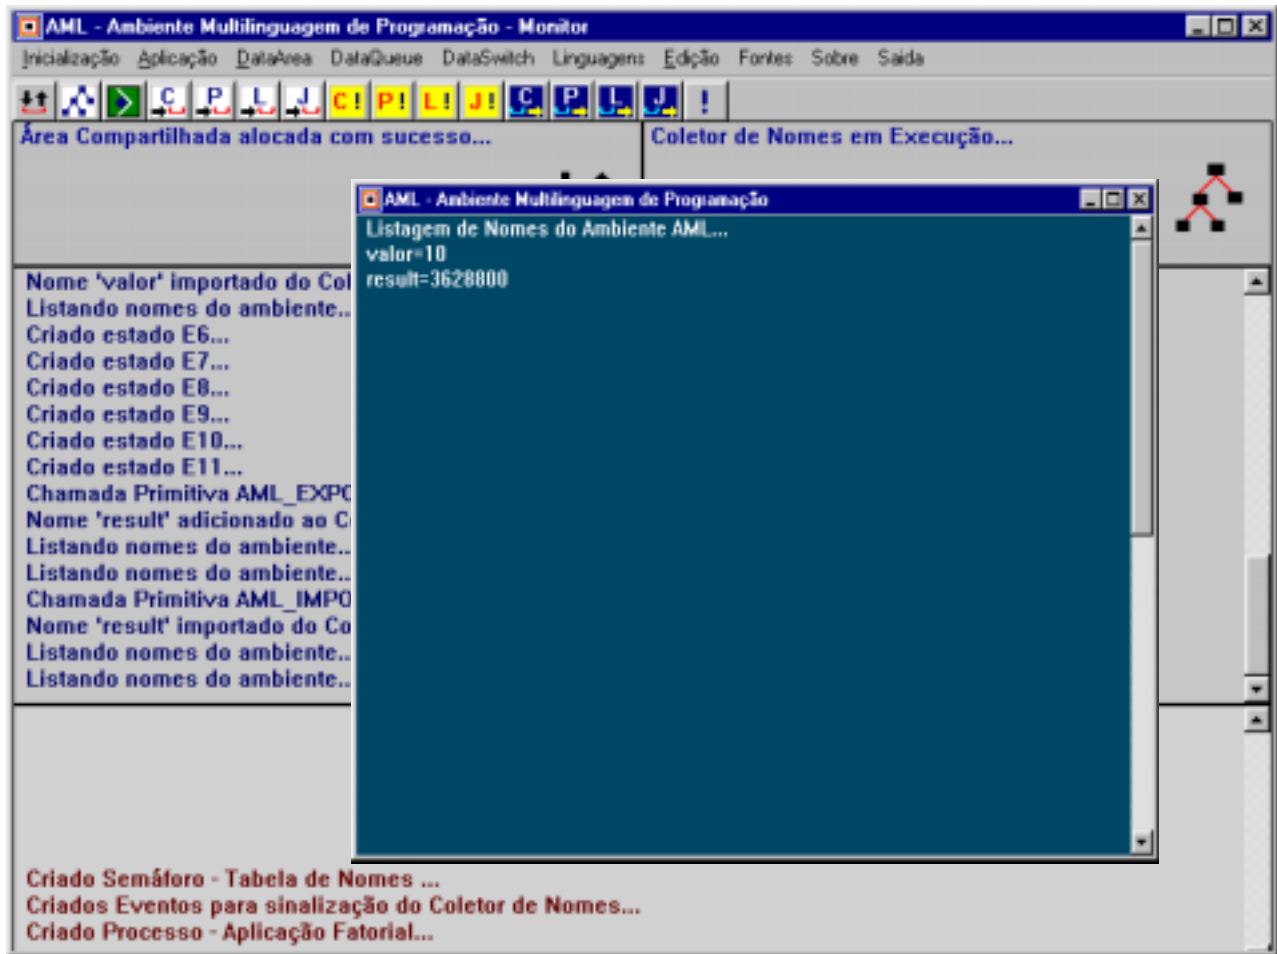 AML - Ambiente Multilinguagem de Programação - Monitor
Inicialização Aplicação DataArea DataQueue DataSwitch Linguagens Edição Fontes Sobre Saída
C P L J C! P! L! J! C P L J !
Área Compartilhada alocada com sucesso...
Coletor de Nomes em Execução...
AML - Ambiente Multilinguagem de Programação
Listagem de Nomes do Ambiente AML...
valor=10
result=3628800
Nome 'valor' importado do Col
Listando nomes do ambiente..
Criado estado E6...
Criado estado E7...
Criado estado E8...
Criado estado E9...
Criado estado E10...
Criado estado E11...
Chamada Primitiva AML_EXPO
Nome 'result' adicionado ao C
Listando nomes do ambiente..
Listando nomes do ambiente..
Chamada Primitiva AML_IMPO
Nome 'result' importado do Co
Listando nomes do ambiente..
Listando nomes do ambiente..
Criado Semáforo - Tabela de Nomes ...
Criados Eventos para sinalização do Coletor de Nomes...
Criado Processo - Aplicação Fatorial...